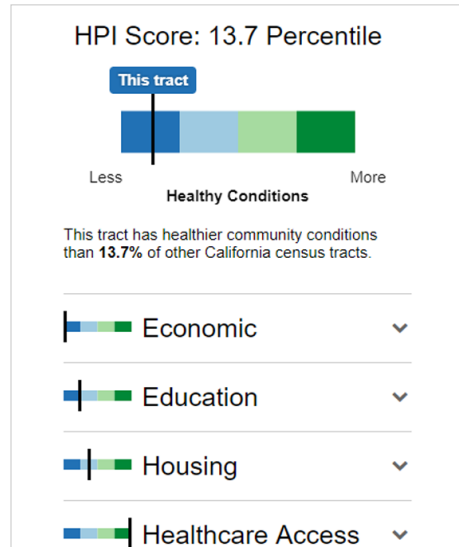 HPI Score: 13.7 Percentile
This tract
Less
More
Healthy Conditions
This tract has healthier community conditions
than 13.7% of other California census tracts.
Economic
Education
Housing
Healthcare Access